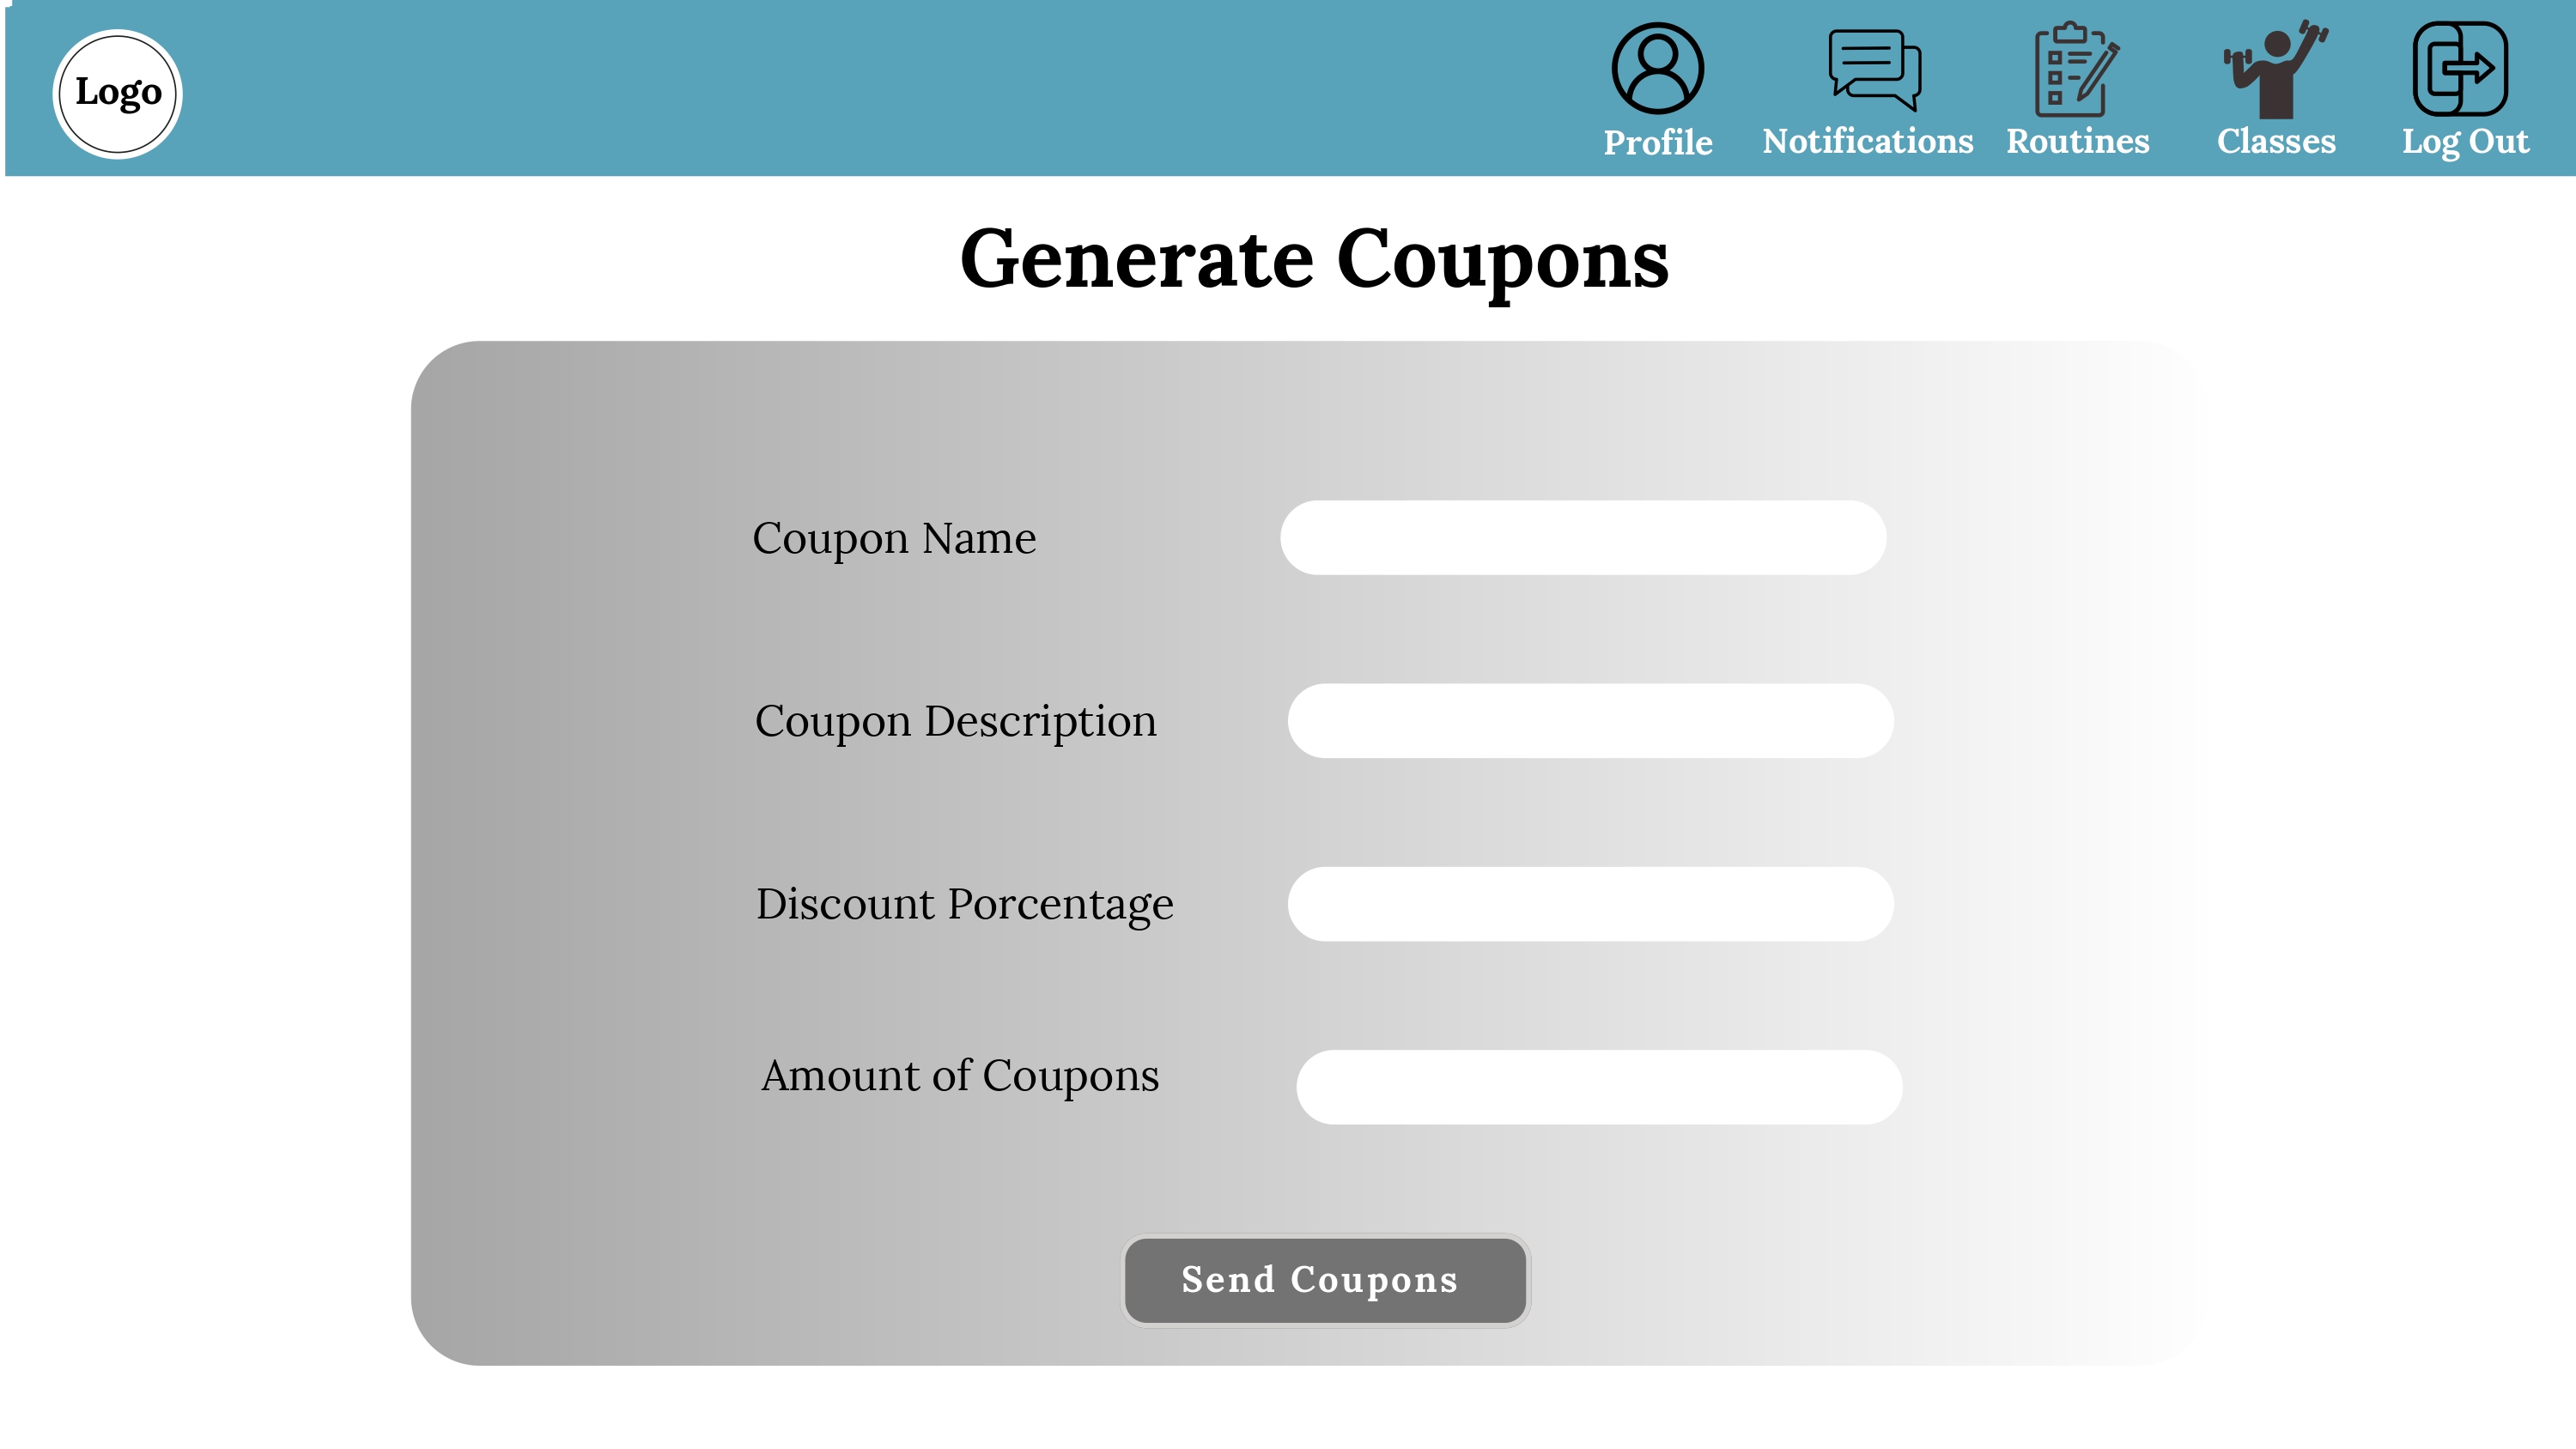 Logo
Profile
Notifications
Routines
Classes
Log Out
Generate Coupons
Coupon Name
Coupon Description
Discount Porcentage
Amount of Coupons
Send Coupons